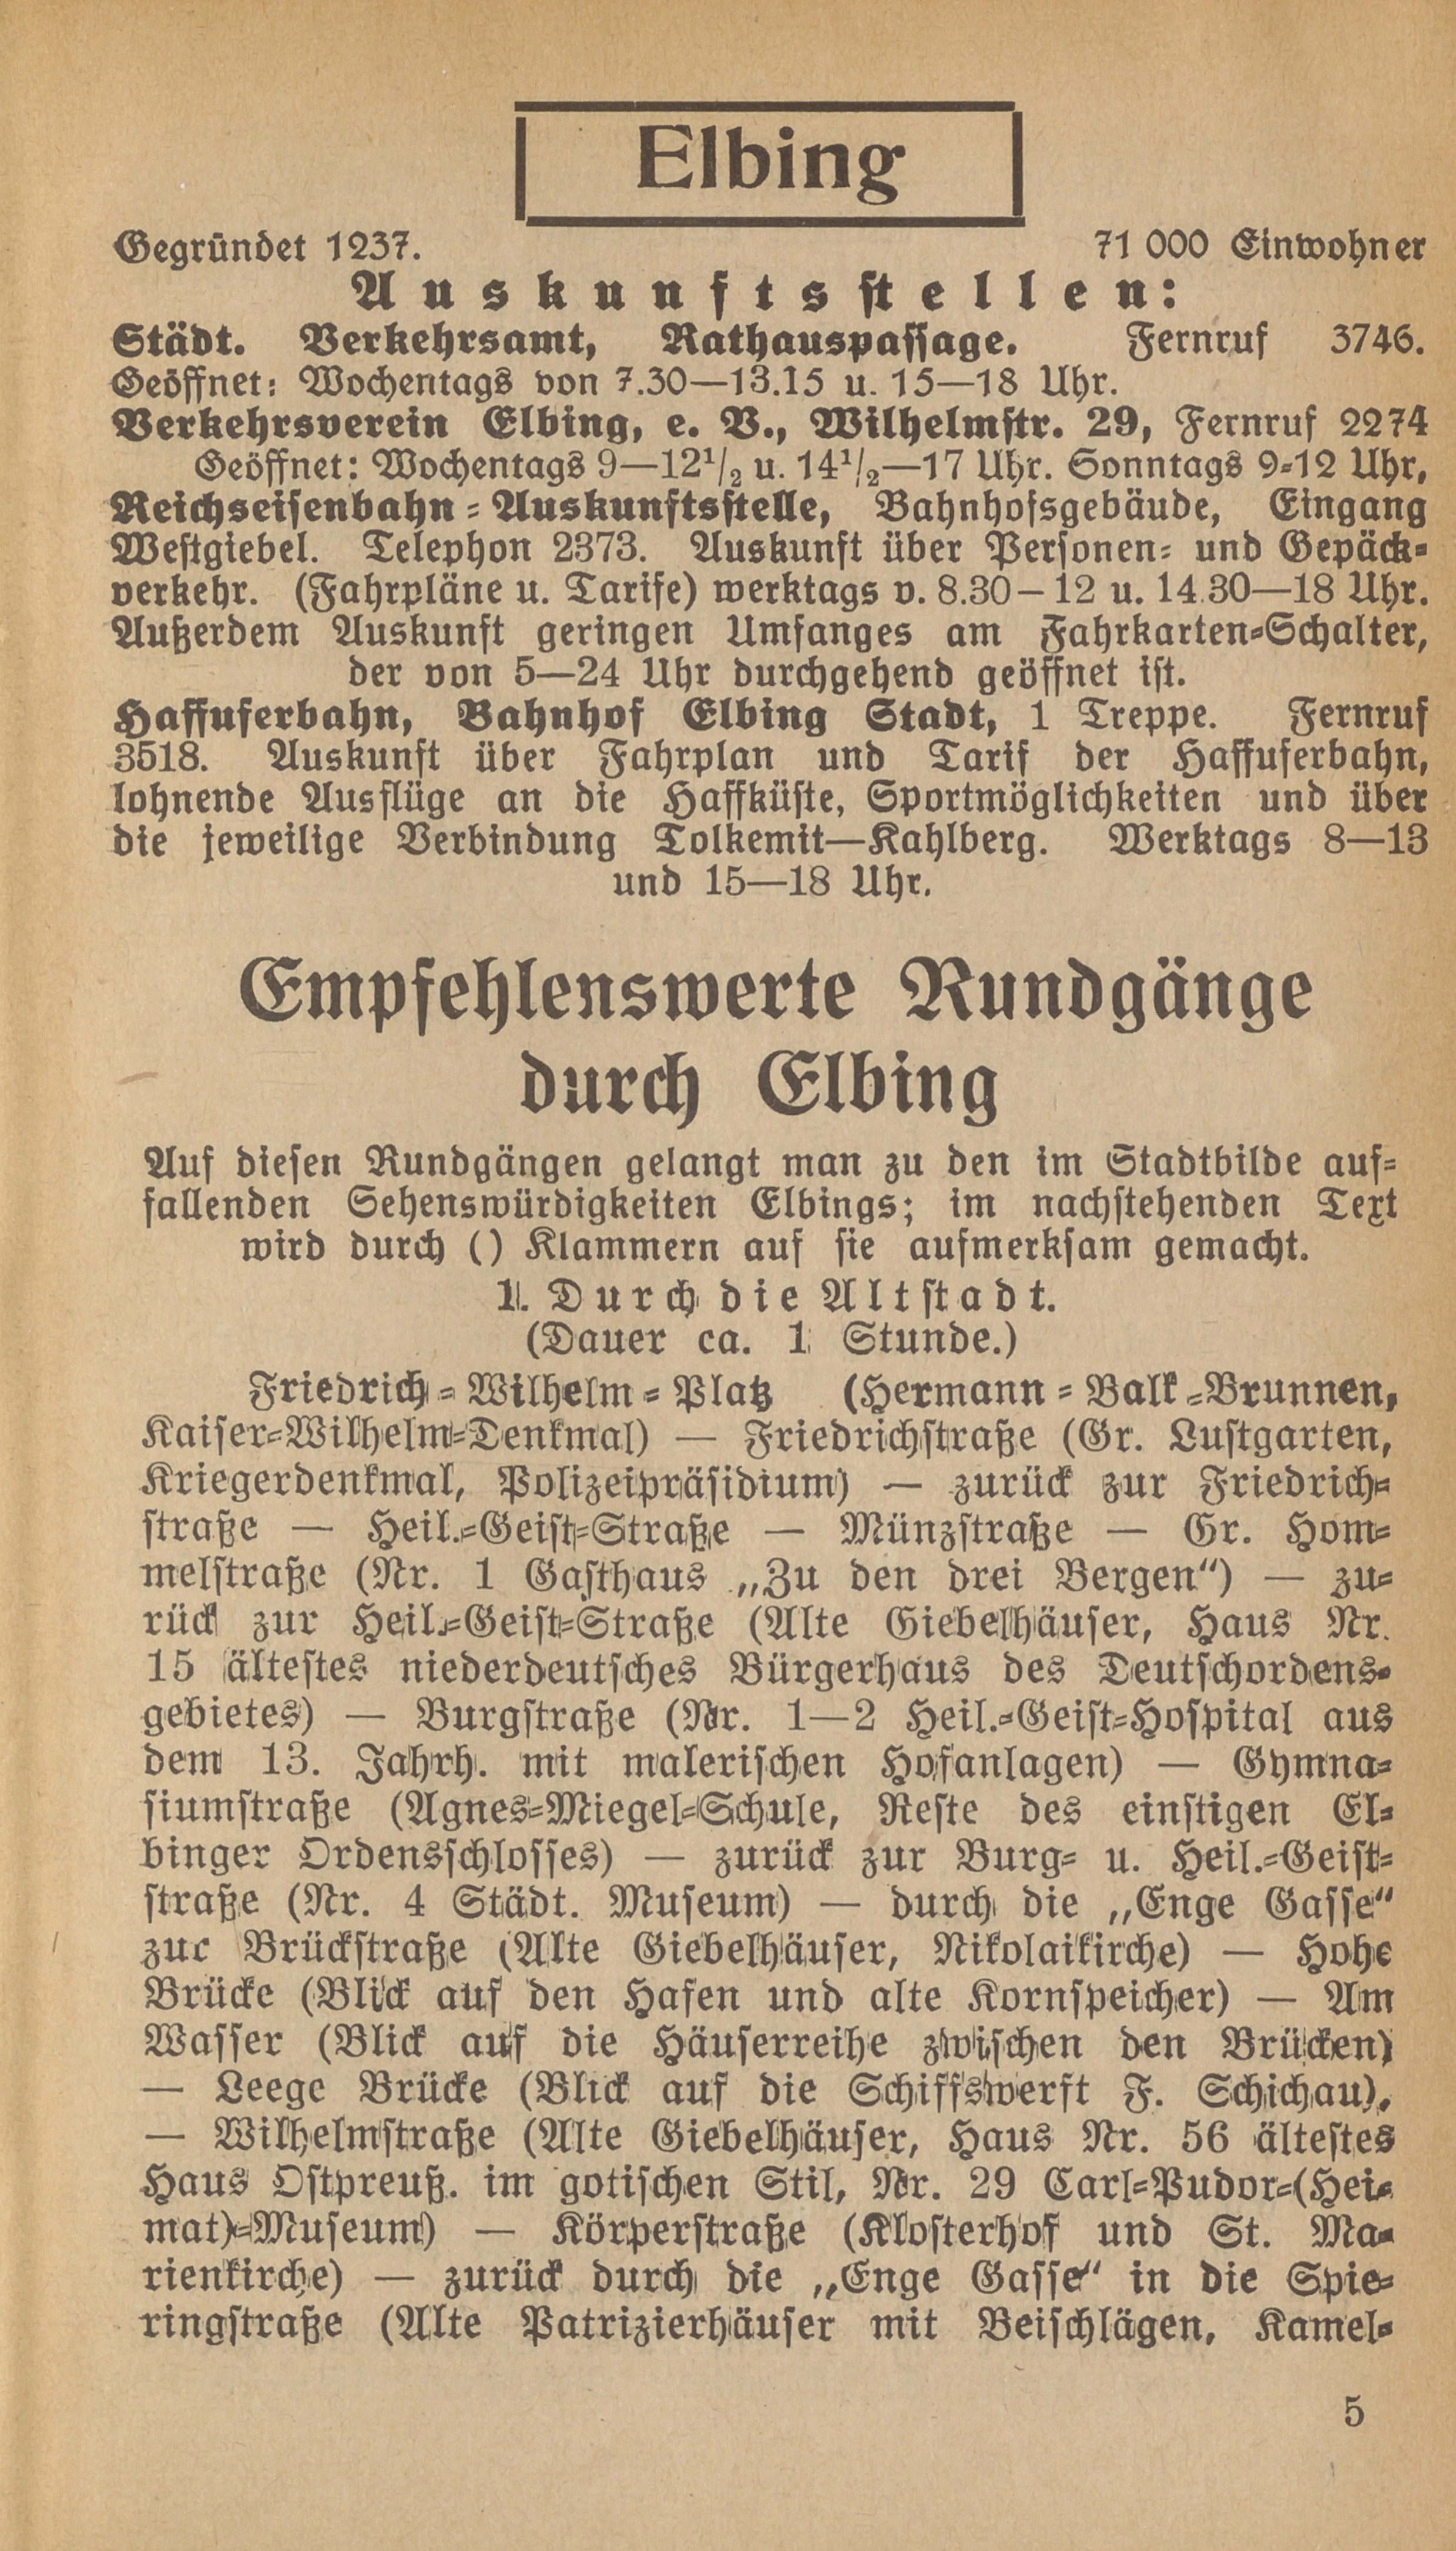 Elbing
Gegründet 1237. 71 000 Einwohner
Auskunftsstellen:
Städt. Verkehrsamt, Rathauspassage. Fernruf 3746.
Geöffnet: Wochentags von 7.30—13.15 u. 15—18 Uhr.
Verkehrsverein Elbing, e. V., Wilhelmstr. 29, Fernruf 2274
Geöffnet: Wochentags 9—12½ u. 14½—17 Uhr. Sonntags 9-12 Uhr,
Reichseisenbahn-Auskunftsstelle, Bahnhofsgebäude, Eingang
Westgiebel. Telephon 2373. Auskunft über Personen- und Gepäck-
verkehr. (Fahrpläne u. Tarife) werktags v. 8.30–12 u. 14.30—18 Uhr.
Außerdem Auskunft geringen Umfanges am Fahrkarten-Schalter,
der von 5—24 Uhr durchgehend geöffnet ist.
Haffuferbahn, Bahnhof Elbing Stadt, 1 Treppe. Fernruf
3518. Auskunft über Fahrplan und Tarif der Haffuferbahn,
lohnende Ausflüge an die Haffküste, Sportmöglichkeiten und über
die jeweilige Verbindung Tolkemit—Kahlberg. Werktags 8—13
und 15—18 Uhr.
Empfehlenswerte Rundgänge
durch Elbing
Auf diesen Rundgängen gelangt man zu den im Stadtbilde auf-
fallenden Sehenswürdigkeiten Elbings; im nachstehenden Text
wird durch () Klammern auf sie aufmerksam gemacht.
1. Durch die Altstadt.
(Dauer ca. 1 Stunde.)
Friedrich-Wilhelm-Platz (Hermann-Balk-Brunnen,
Kaiser-Wilhelm-Denkmal) — Friedrichstraße (Gr. Lustgarten,
Kriegerdenkmal, Polizeipräsidium) — zurück zur Friedrich-
straße — Heil.-Geist-Straße — Münzstraße — Gr. Hom-
melstraße (Nr. 1 Gasthaus „Zu den drei Bergen“) — zu-
rück zur Heil.-Geist-Straße (Alte Giebelhäuser, Haus Nr.
15 ältestes niederdeutsches Bürgerhaus des Deutschordens-
gebietes) — Burgstraße (Nr. 1—2 Heil.-Geist-Hospital aus
dem 13. Jahrh. mit malerischen Hofanlagen) — Gymna-
siumstraße (Agnes-Miegel-Schule, Reste des einstigen El-
binger Ordensschlosses) — zurück zur Burg- u. Heil.-Geist-
straße (Nr. 4 Städt. Museum) — durch die „Enge Gasse“
zur Brückstraße (Alte Giebelhäuser, Nikolaikirche) — Hohe
Brücke (Blick auf den Hafen und alte Kornspeicher) — Am
Wasser (Blick auf die Häuserreihe zwischen den Brücken)
— Leege Brücke (Blick auf die Schiffswerft F. Schichau),
— Wilhelmstraße (Alte Giebelhäuser, Haus Nr. 56 ältestes
Haus Ostpreuß. im gotischen Stil, Nr. 29 Carl-Pudor-(Hei-
mat)-Museum) — Körperstraße (Klosterhof und St. Ma-
rienkirche) — zurück durch die „Enge Gasse“ in die Spie-
ringstraße (Alte Patrizierhäuser mit Beischlägen, Kamel-
5